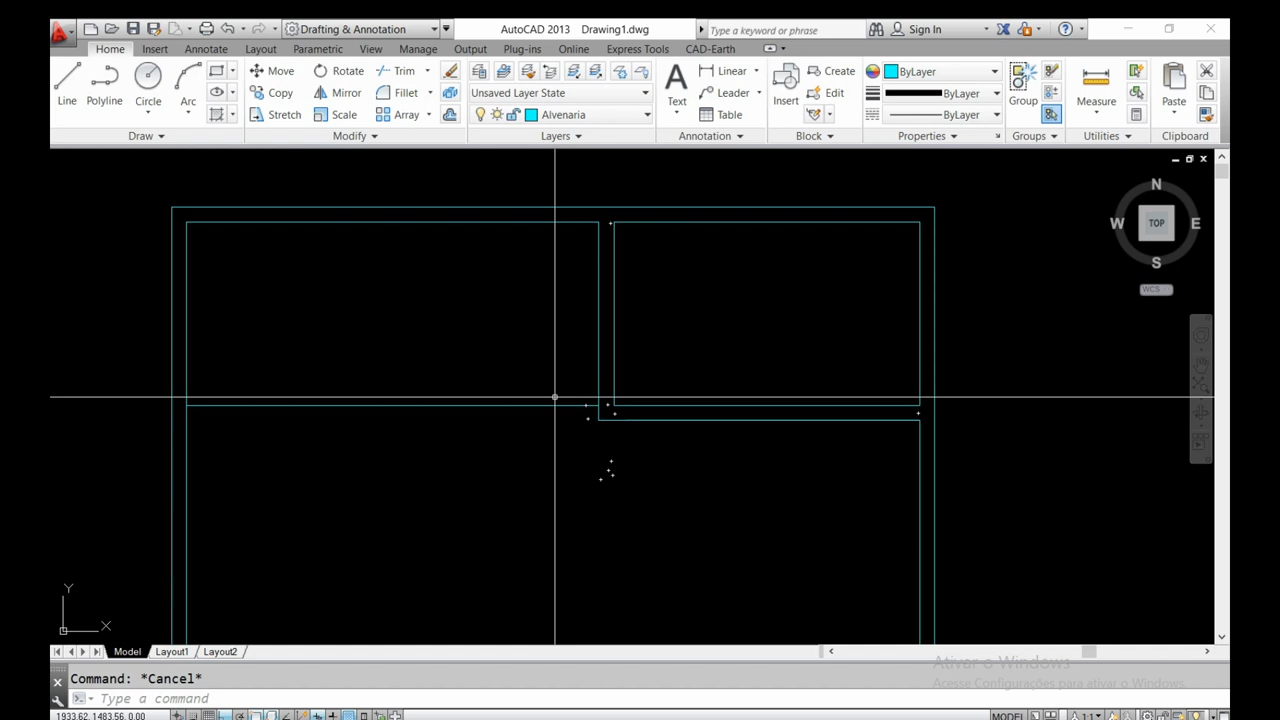 Drafting & Annotation AutoCAD 2013 Drawing1.dwg Type a keyword or phrase Sign In
Home Insert Annotate Layout Parametric View Manage Output Plug-ins Online Express Tools CAD-Earth
Line Polyline Circle Arc
Move Rotate Trim
Copy Mirror Fillet
Stretch Scale Array
Unsaved Layer State
Alvenaria
Text
Linear
Leader
Table
Insert
Create
Edit
ByLayer
ByLayer
ByLayer
Group
Measure
Paste
Draw Modify Layers Annotation Block Properties Groups Utilities Clipboard
N
W TOP E
S
WCS
Y
X
Model Layout1 Layout2
Ativar o Windows
Acesse Configurações para ativar o Windows.
Command: *Cancel*
Type a command
1933.62, 1483.56, 0.00 MODEL 1:1